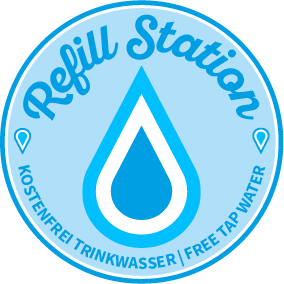 Refill Station
KOSTENFREI TRINKWASSER | FREE TAP WATER